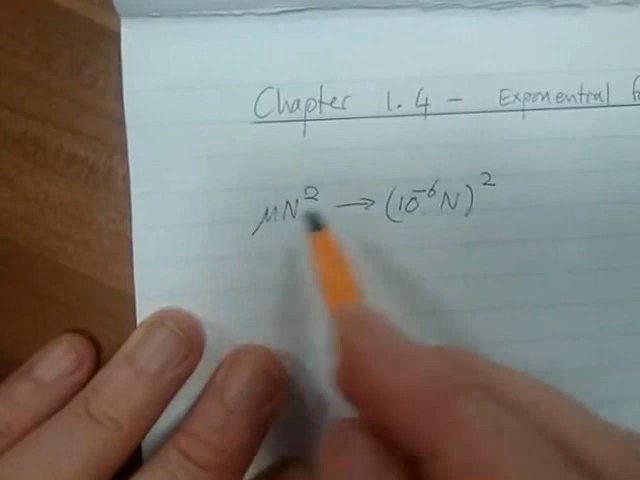 Chapter 1.4 - Exponential
μN² → (10⁻⁶N)²